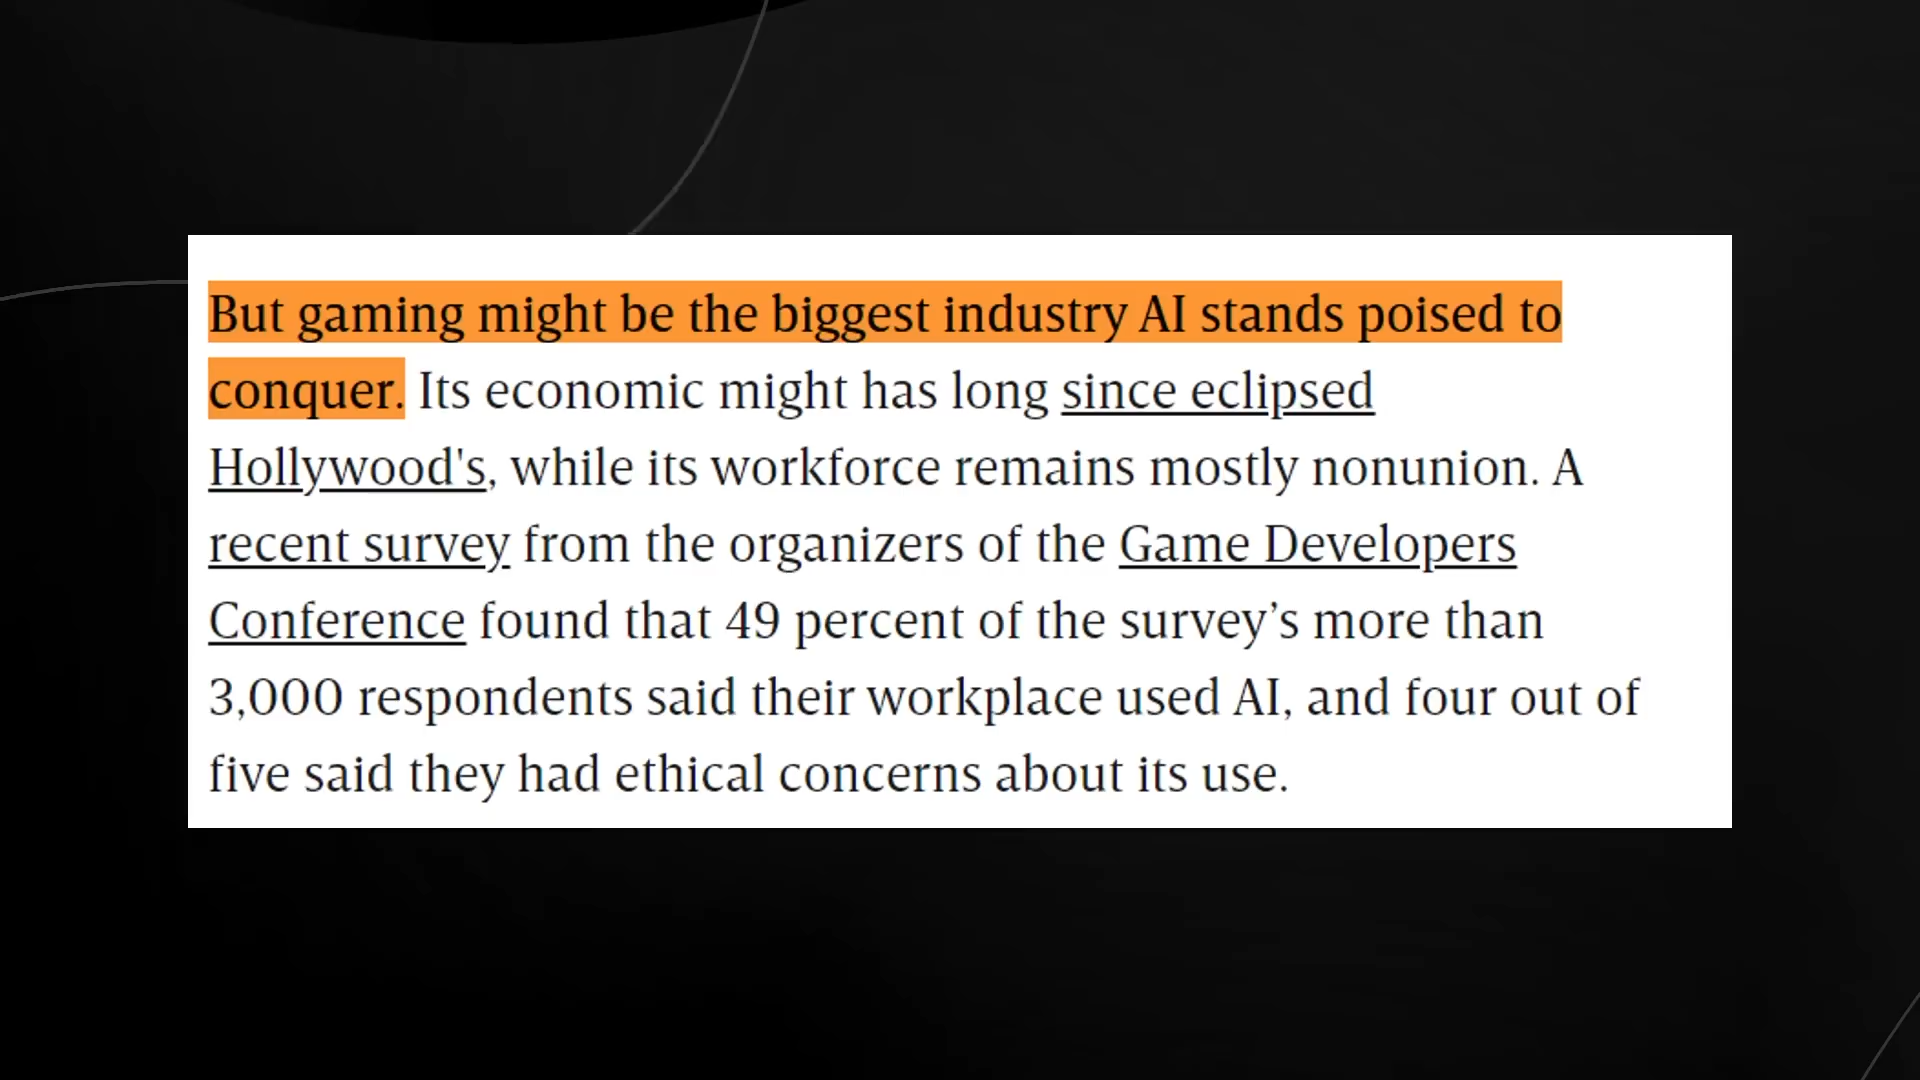 But gaming might be the biggest industry AI stands poised to
conquer. Its economic might has long since eclipsed
Hollywood's, while its workforce remains mostly nonunion. A
recent survey from the organizers of the Game Developers
Conference found that 49 percent of the survey’s more than
3,000 respondents said their workplace used AI, and four out of
five said they had ethical concerns about its use.